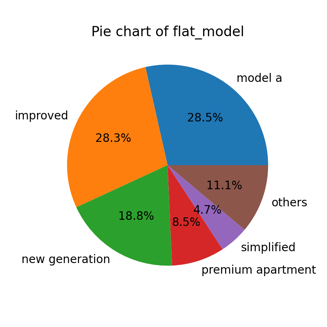 Pie chart of flat_model
model a
28.5%
improved
28.3%
new generation
18.8%
premium apartment
8.5%
simplified
4.7%
others
11.1%